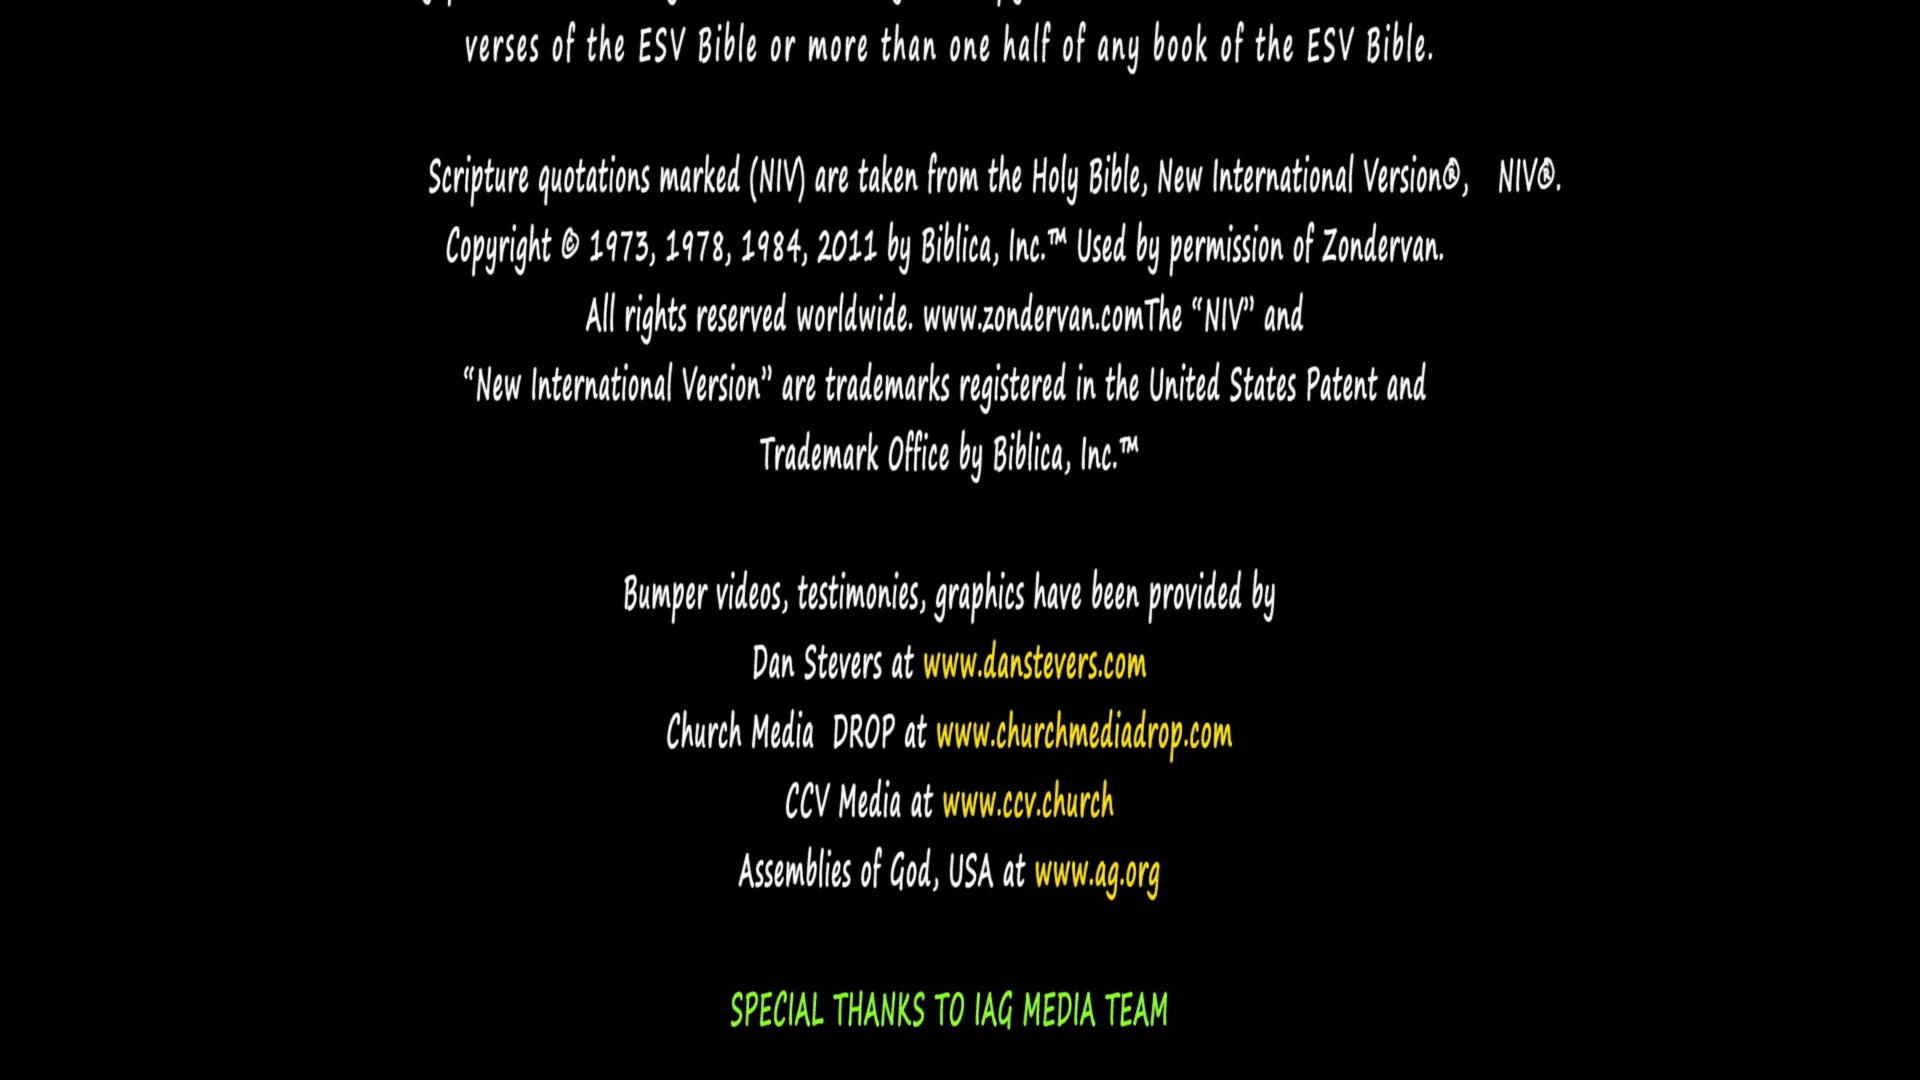 verses of the ESV Bible or more than one half of any book of the ESV Bible.
Scripture quotations marked (NIV) are taken from the Holy Bible, New International Version®, NIV®.
Copyright © 1973, 1978, 1984, 2011 by Biblica, Inc.™ Used by permission of Zondervan.
All rights reserved worldwide. www.zondervan.comThe “NIV” and
“New International Version” are trademarks registered in the United States Patent and
Trademark Office by Biblica, Inc.™
Bumper videos, testimonies, graphics have been provided by
Dan Stevers at www.danstevers.com
Church Media DROP at www.churchmediadrop.com
CCV Media at www.ccv.church
Assemblies of God, USA at www.ag.org
SPECIAL THANKS TO IAG MEDIA TEAM